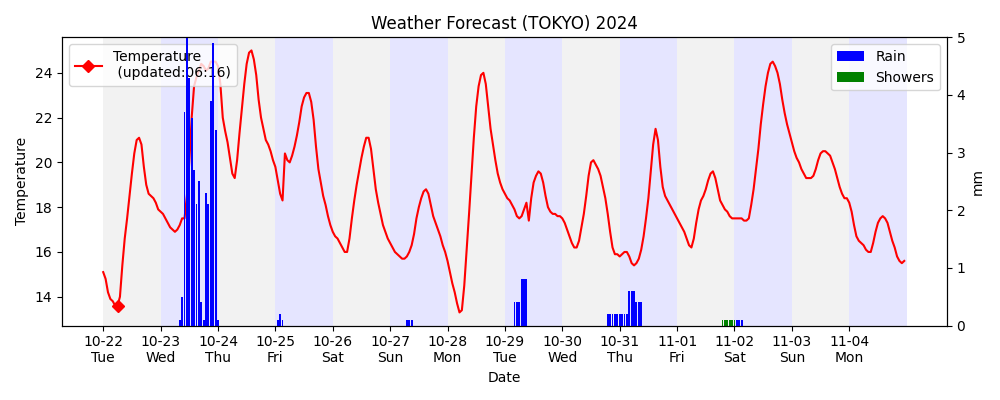 Weather Forecast (TOKYO) 2024
Temperature
(updated:06:16)
Rain
Showers
Temperature
24
22
20
18
16
14
5
4
3
2
1
0
mm
10-22 10-23 10-24 10-25 10-26 10-27 10-28 10-29 10-30 10-31 11-01 11-02 11-03 11-04
Tue Wed Thu Fri Sat Sun Mon Tue Wed Thu Fri Sat Sun Mon
Date